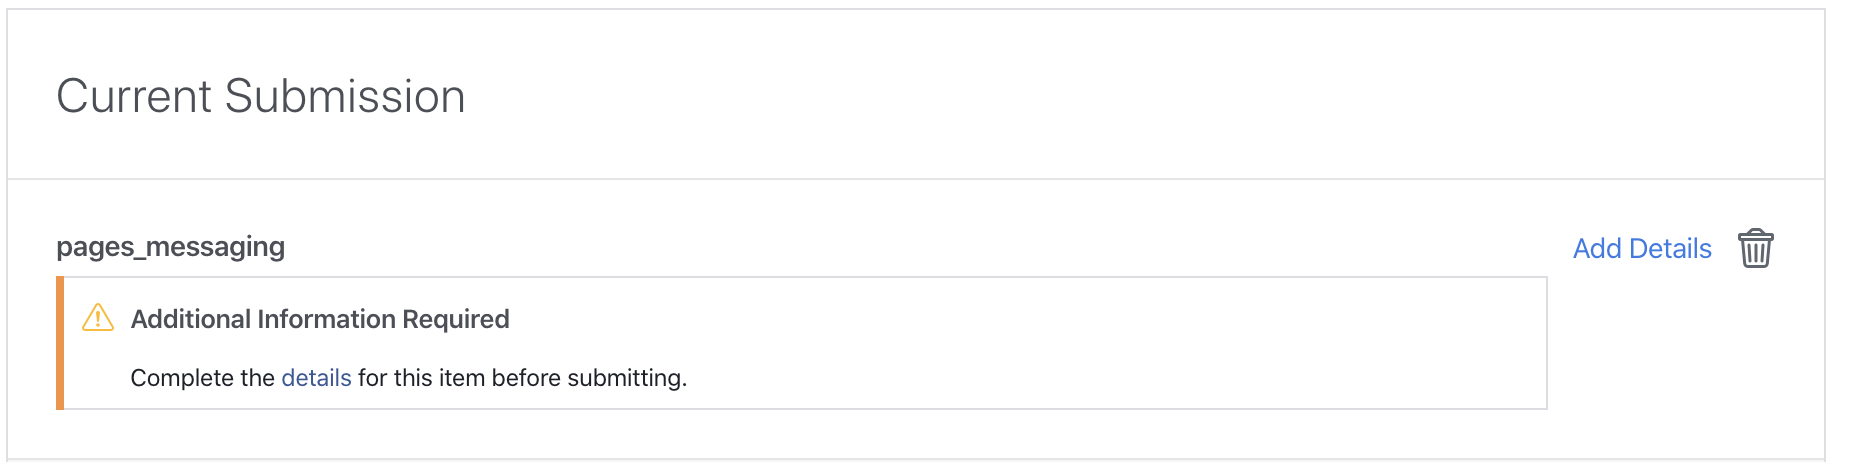 Current Submission
pages_messaging
Add Details
Additional Information Required
Complete the details for this item before submitting.